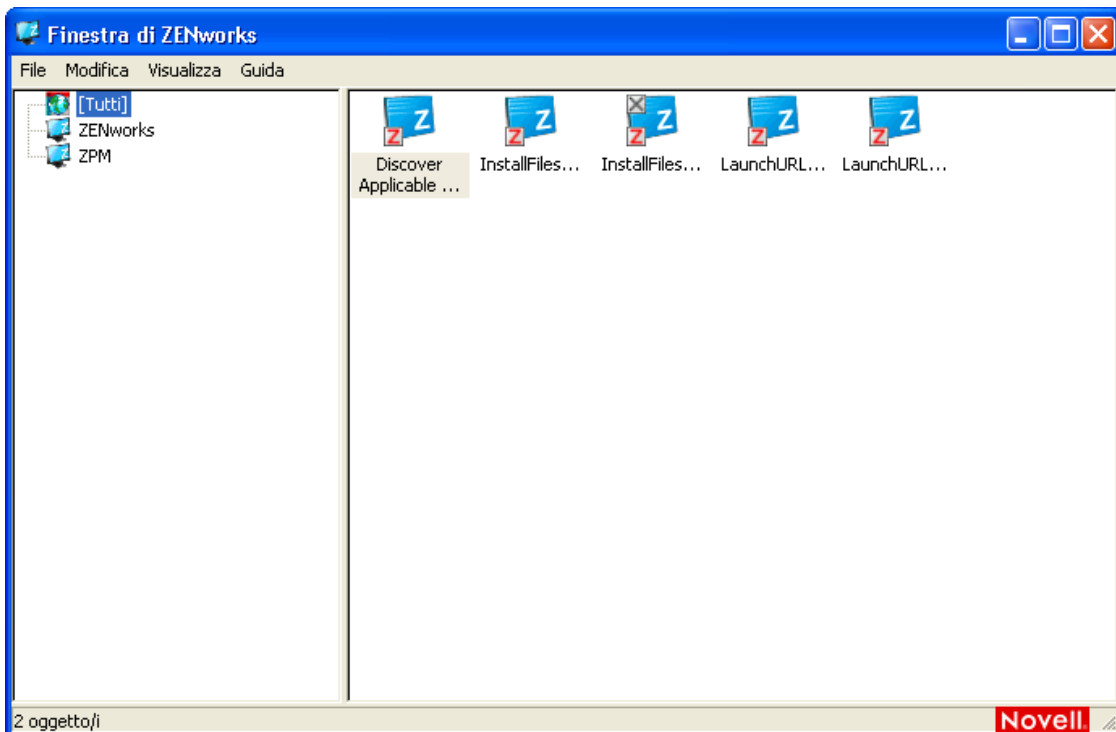 Finestra di ZENworks
File Modifica Visualizza Guida
[Tutti]
ZENworks
ZPM
Discover
Applicable ...
InstallFiles...
InstallFiles...
LaunchURL...
LaunchURL...
2 oggetto/i
Novell.